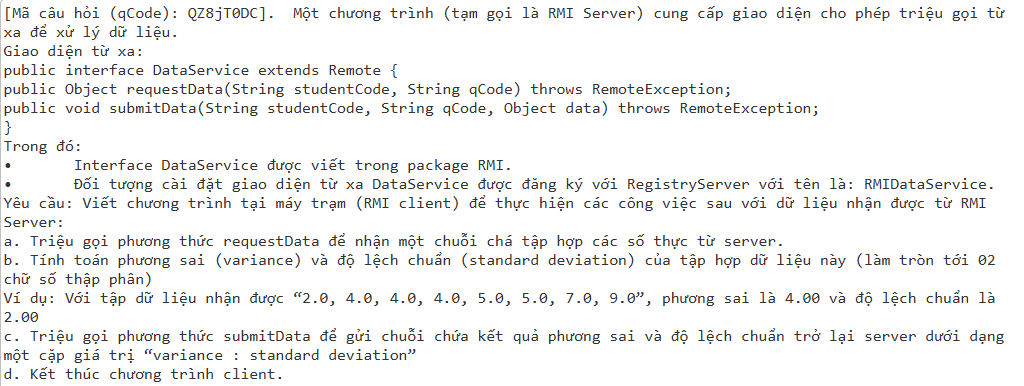 [Mã câu hỏi (qCode): QZ8jT0DC].  Một chương trình (tạm gọi là RMI Server) cung cấp giao diện cho phép triệu gọi từ
xa để xử lý dữ liệu.
Giao diện từ xa:
public interface DataService extends Remote {
public Object requestData(String studentCode, String qCode) throws RemoteException;
public void submitData(String studentCode, String qCode, Object data) throws RemoteException;
}
Trong đó:
•	Interface DataService được viết trong package RMI.
•	Đối tượng cài đặt giao diện từ xa DataService được đăng ký với RegistryServer với tên là: RMIDataService.
Yêu cầu: Viết chương trình tại máy trạm (RMI client) để thực hiện các công việc sau với dữ liệu nhận được từ RMI
Server:
a. Triệu gọi phương thức requestData để nhận một chuỗi chá tập hợp các số thực từ server.
b. Tính toán phương sai (variance) và độ lệch chuẩn (standard deviation) của tập hợp dữ liệu này (làm tròn tới 02
chữ số thập phân)
Ví dụ: Với tập dữ liệu nhận được “2.0, 4.0, 4.0, 4.0, 5.0, 5.0, 7.0, 9.0”, phương sai là 4.00 và độ lệch chuẩn là
2.00
c. Triệu gọi phương thức submitData để gửi chuỗi chứa kết quả phương sai và độ lệch chuẩn trở lại server dưới dạng
một cặp giá trị “variance : standard deviation”
d. Kết thúc chương trình client.